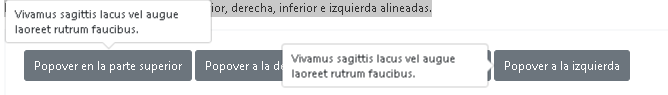 ior, derecha, inferior e izquierda alineadas.
Vivamus sagittis lacus vel augue
laoreet rutrum faucibus.
Popover en la parte superior
Popover a la de
Vivamus sagittis lacus vel augue
laoreet rutrum faucibus.
Popover a la izquierda